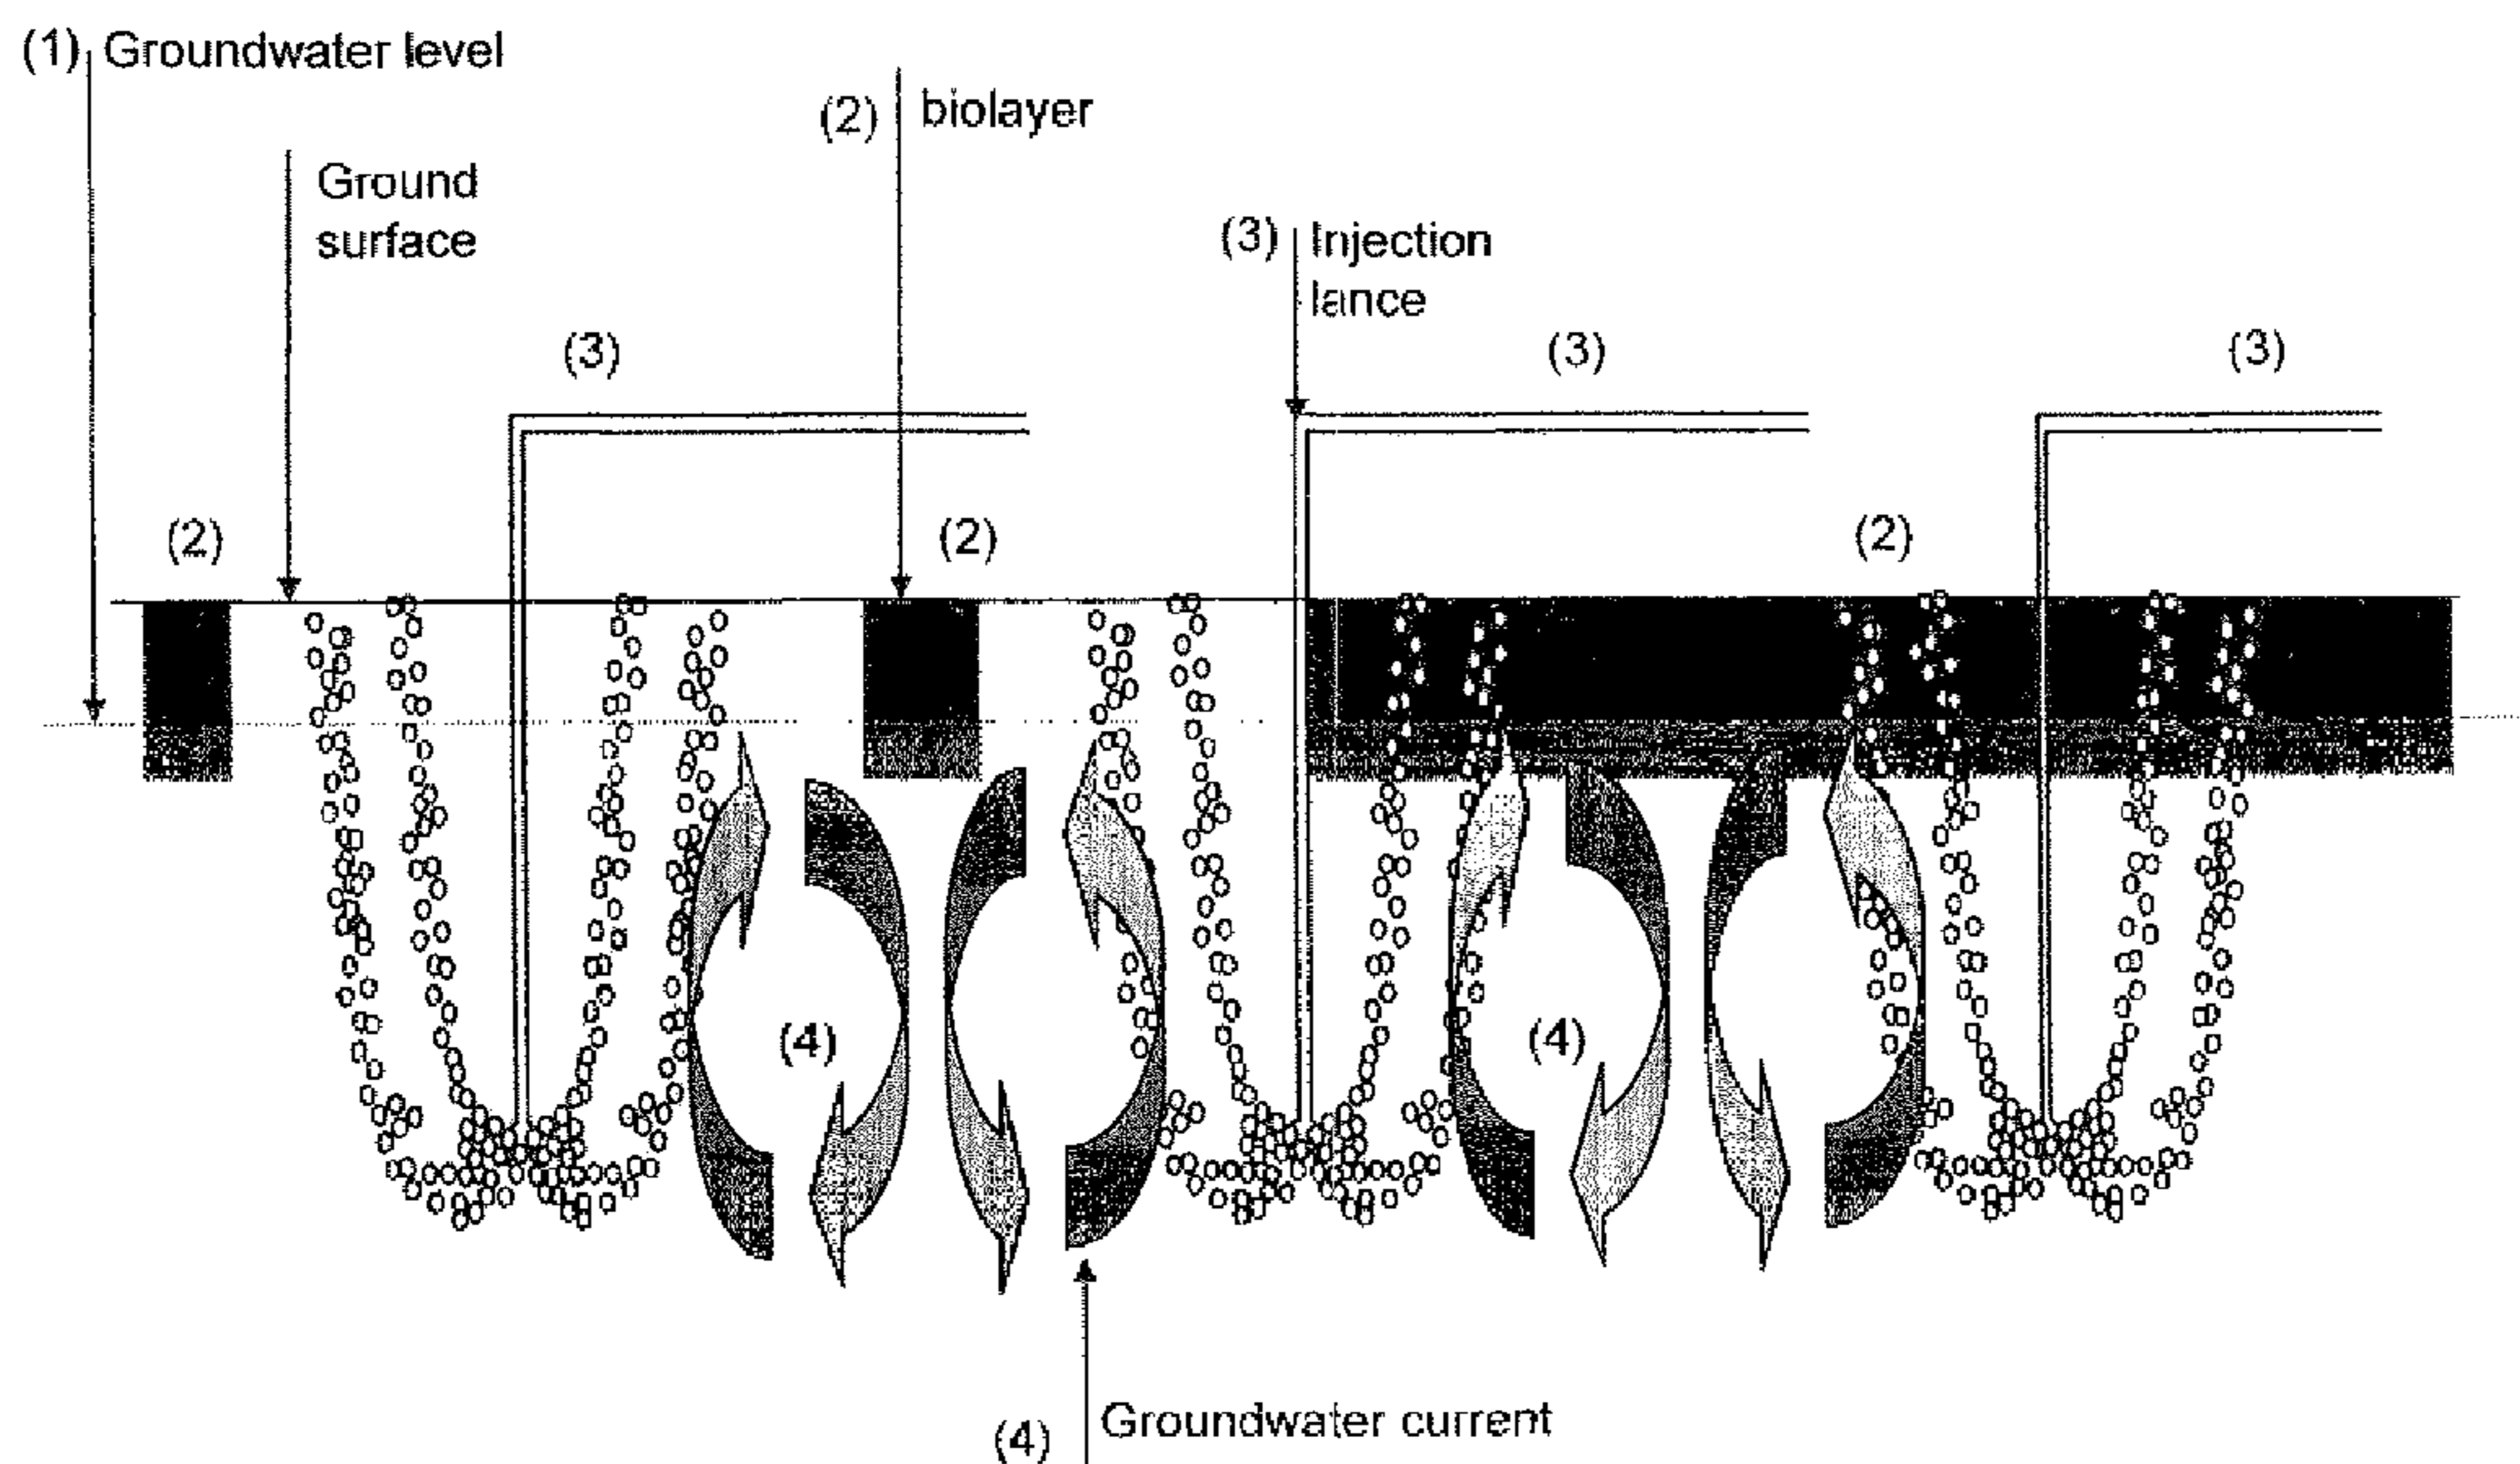 (1) Groundwater level
(2) biolayer
Ground
surface
(3) Injection
lance
(3)
(3)
(3)
(2)
(2)
(2)
(4)
(4)
(4) Groundwater current